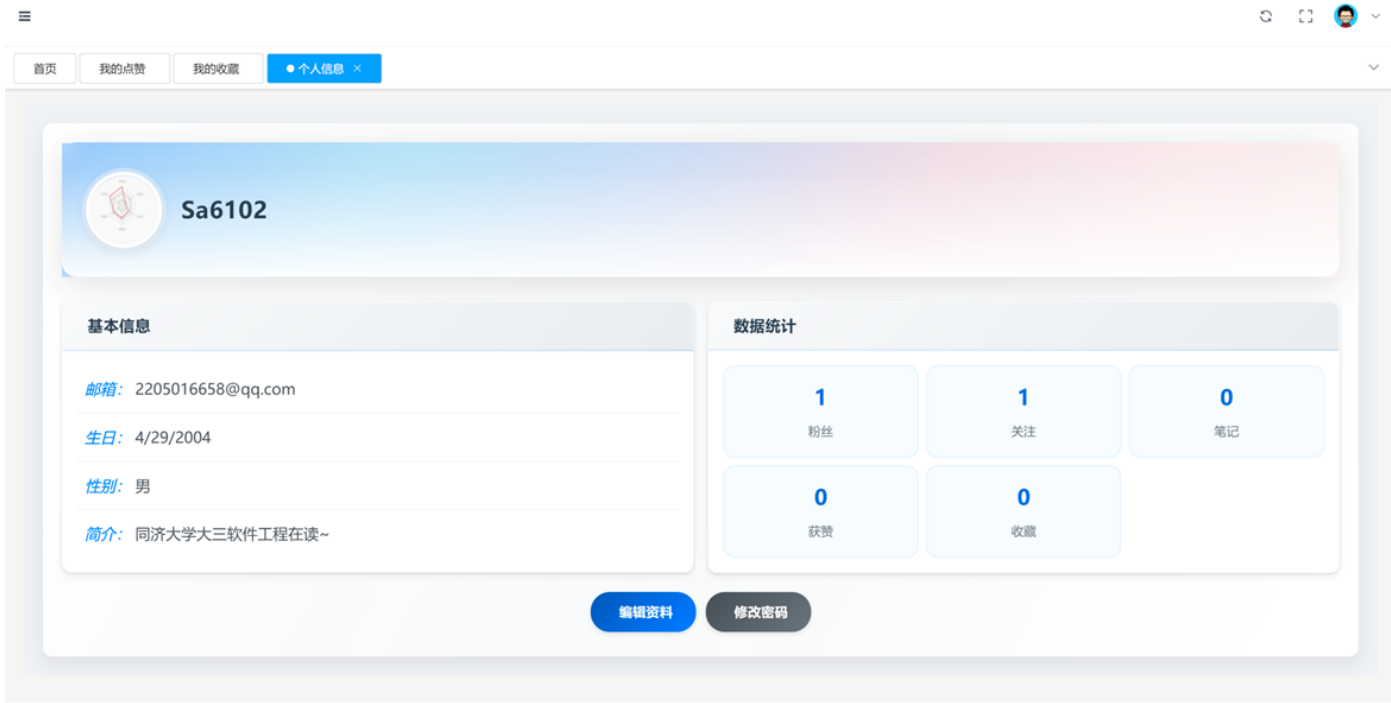 首页 我的点赞 我的收藏 个人信息
Sa6102
基本信息
邮箱： 2205016658@qq.com
生日： 4/29/2004
性别： 男
简介： 同济大学大三软件工程在读~
数据统计
1 1 0
粉丝 关注 笔记
0 0
获赞 收藏
编辑资料 修改密码